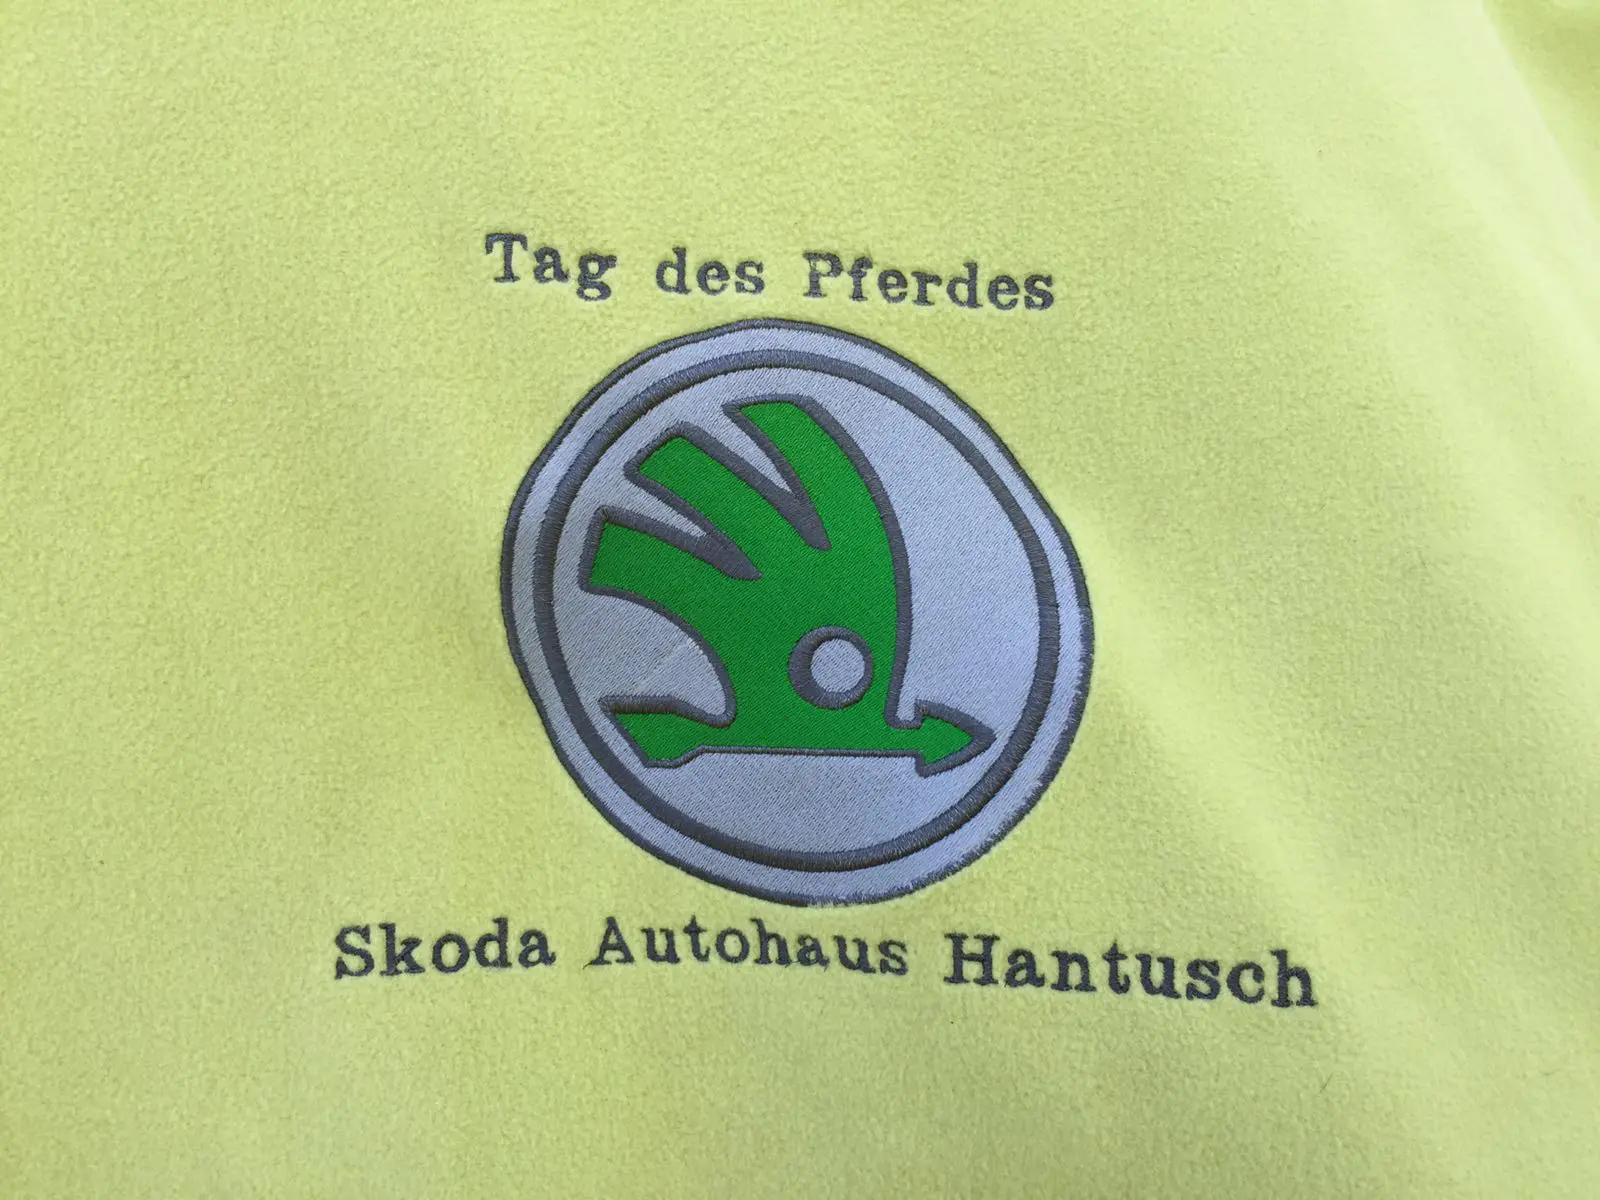 Tag des Pferdes
Skoda Autohaus Hantusch